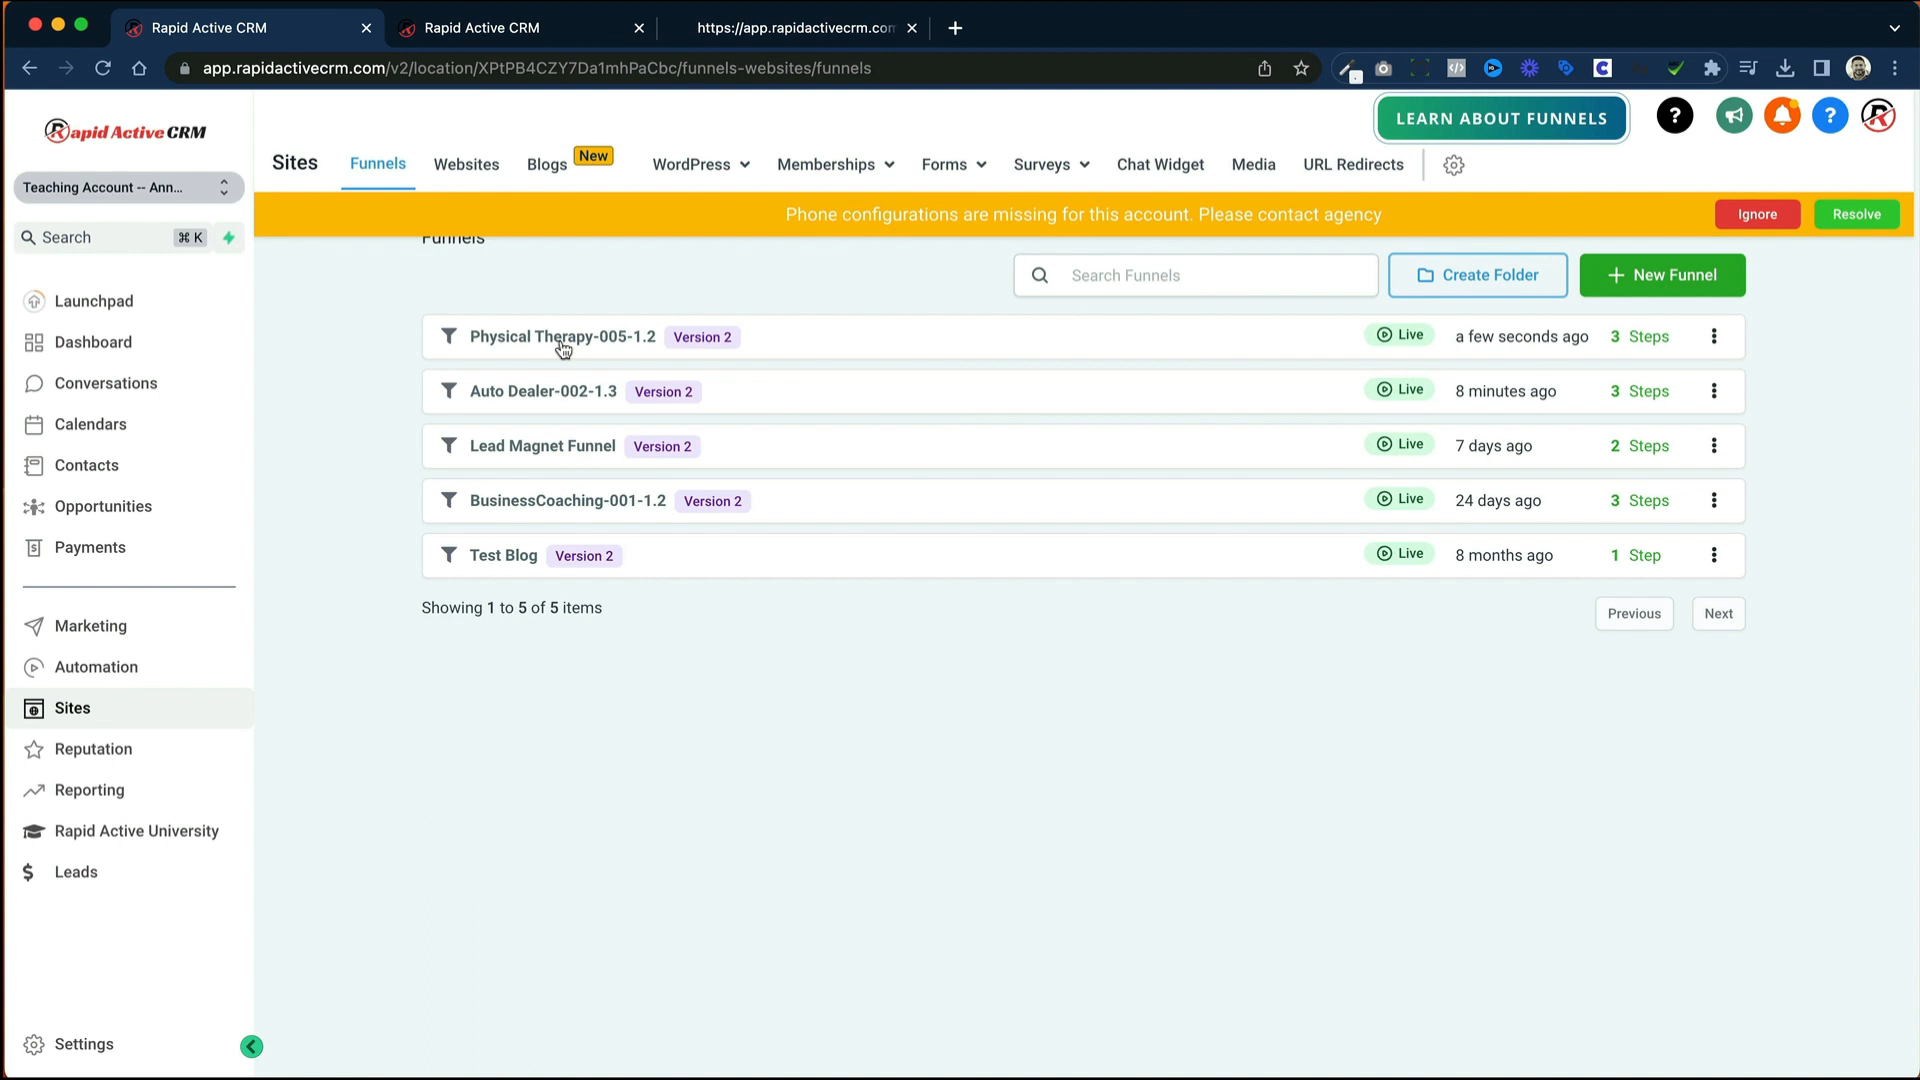 Rapid Active CRM
Rapid Active CRM
https://app.rapidactivecrm.con
app.rapidactivecrm.com/v2/location/XPtPB4CZY7Da1mhPaCbc/funnels-websites/funnels
Rapid Active CRM
LEARN ABOUT FUNNELS
Sites
Funnels
Websites
Blogs
New
WordPress
Memberships
Forms
Surveys
Chat Widget
Media
URL Redirects
Teaching Account -- Ann...
Phone configurations are missing for this account. Please contact agency
Ignore
Resolve
Search
⌘ K
Funnels
Search Funnels
Create Folder
+ New Funnel
Launchpad
Dashboard
Conversations
Calendars
Contacts
Opportunities
Payments
Marketing
Automation
Sites
Reputation
Reporting
Rapid Active University
Leads
Settings
Physical Therapy-005-1.2 Version 2 Live a few seconds ago 3 Steps
Auto Dealer-002-1.3 Version 2 Live 8 minutes ago 3 Steps
Lead Magnet Funnel Version 2 Live 7 days ago 2 Steps
BusinessCoaching-001-1.2 Version 2 Live 24 days ago 3 Steps
Test Blog Version 2 Live 8 months ago 1 Step
Showing 1 to 5 of 5 items
Previous
Next